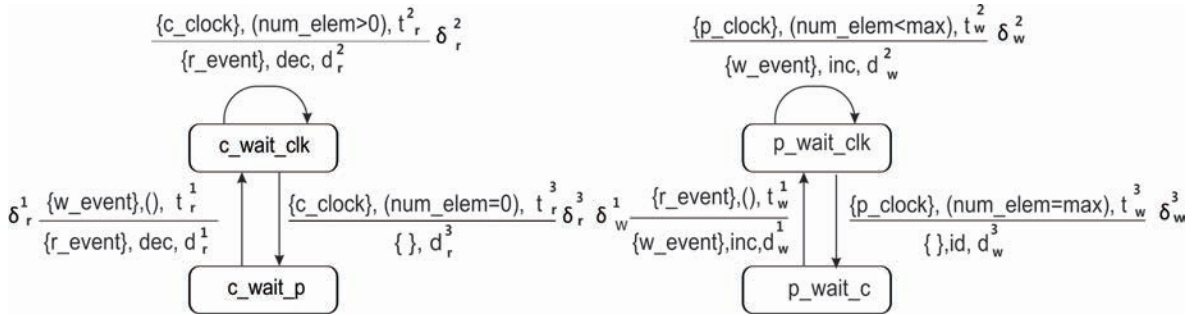 {c_clock}, (num_elem>0), t²ᵣ δ²ᵣ
{r_event}, dec, d²ᵣ
c_wait_clk
δ¹ᵣ {w_event},(), t¹ᵣ
{r_event}, dec, d¹ᵣ
{c_clock}, (num_elem=0), t³ᵣ δ³ᵣ
{ }, d³ᵣ
c_wait_p
{p_clock}, (num_elem<max), t²w δ²w
{w_event}, inc, d²w
p_wait_clk
δ¹w {r_event},(), t¹w
{w_event},inc,d¹w
{p_clock}, (num_elem=max), t³w δ³w
{ },id, d³w
p_wait_c